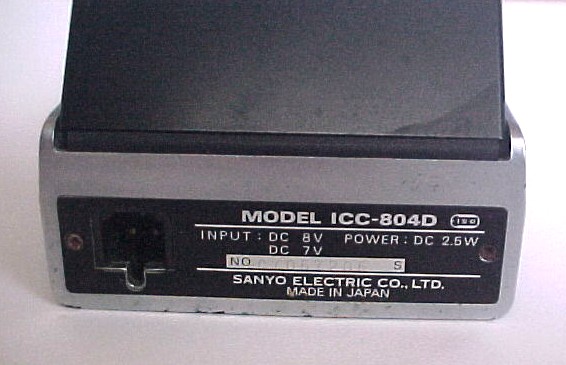 MODEL ICC-804D
INPUT : DC 8V POWER : DC 2.5W
DC 7V
NO. S
SANYO ELECTRIC CO., LTD.
MADE IN JAPAN